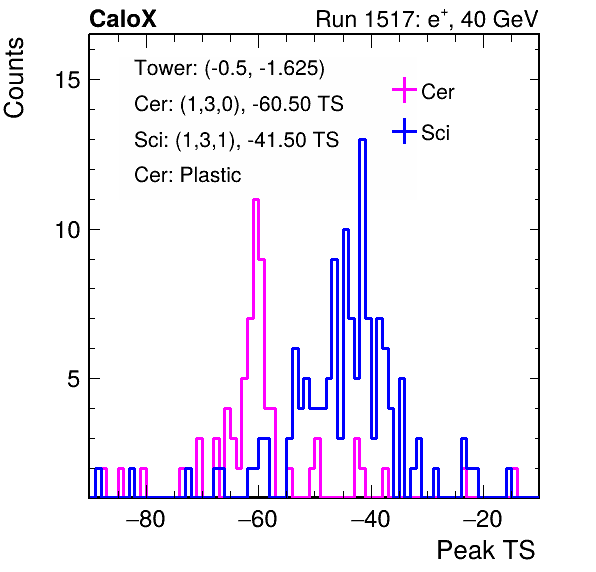 CaloX Run 1517: e⁺, 40 GeV
Counts
Tower: (-0.5, -1.625)
Cer: (1,3,0), -60.50 TS
Sci: (1,3,1), -41.50 TS
Cer: Plastic
Cer
Sci
15
10
5
−80 −60 −40 −20
Peak TS